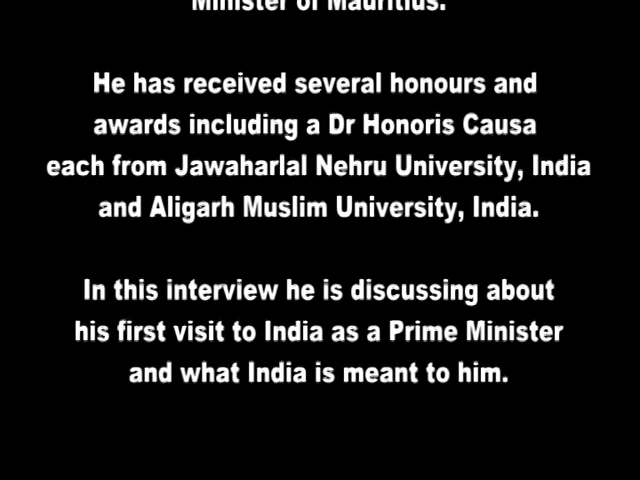 Minister of Mauritius.
He has received several honours and
awards including a Dr Honoris Causa
each from Jawaharlal Nehru University, India
and Aligarh Muslim University, India.
In this interview he is discussing about
his first visit to India as a Prime Minister
and what India is meant to him.